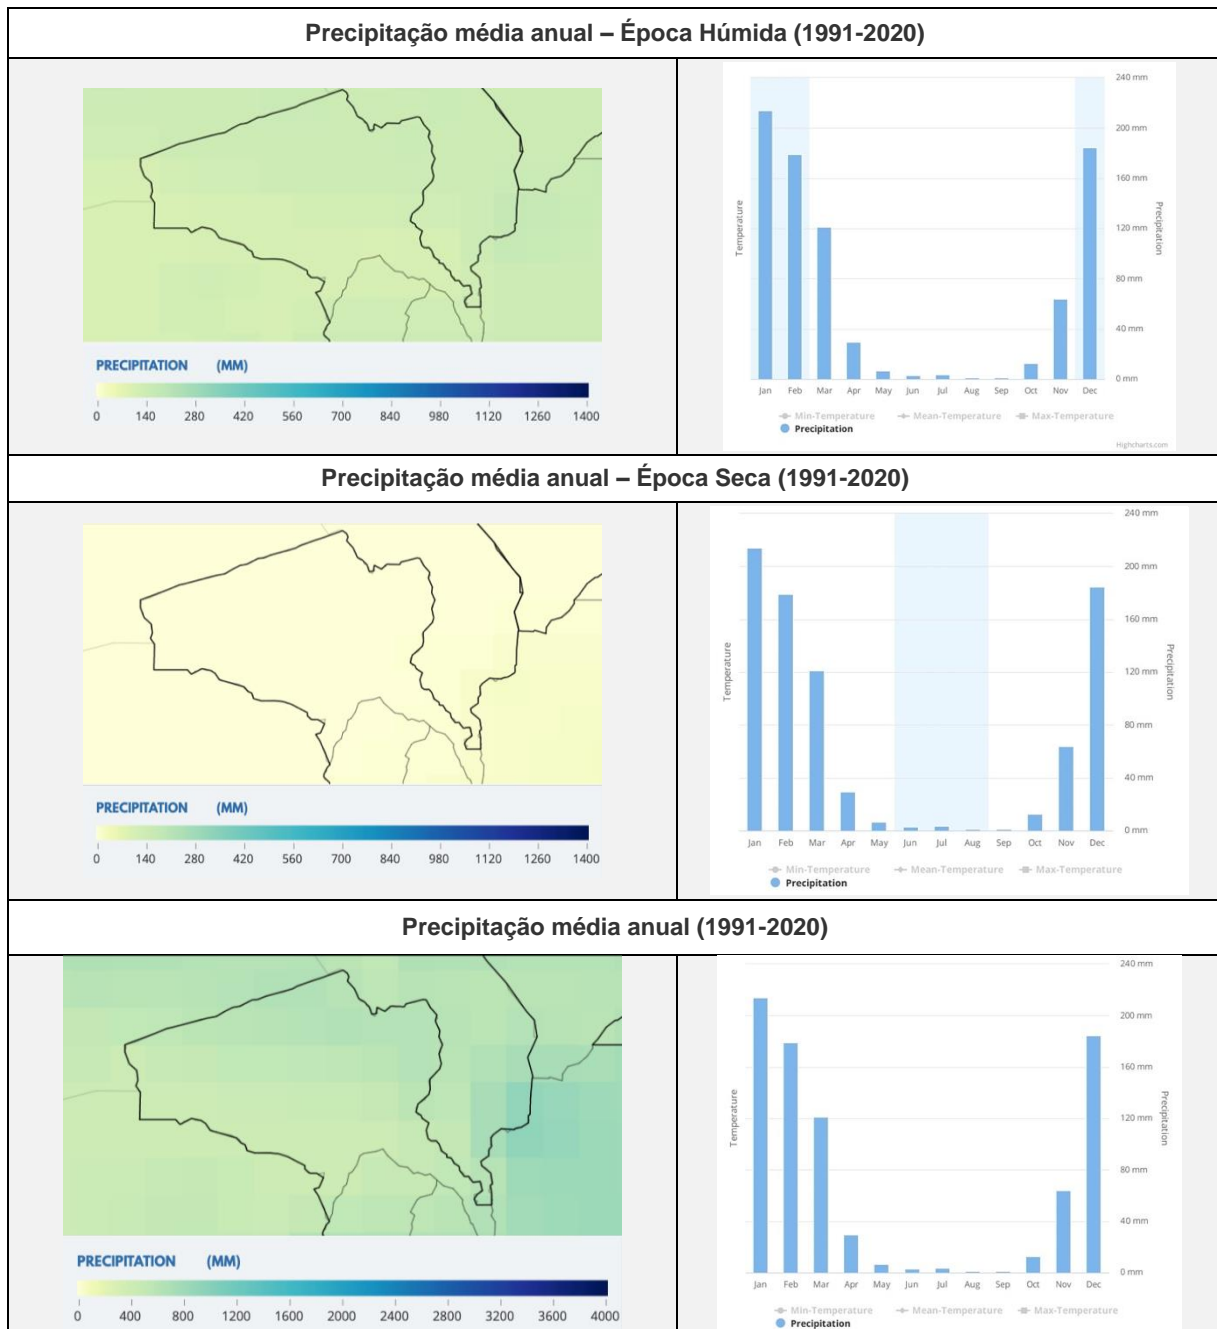 Precipitação média anual – Época Húmida (1991-2020)
PRECIPITATION (MM)
0 140 280 420 560 700 840 980 1120 1260 1400
240 mm
200 mm
160 mm
120 mm
80 mm
40 mm
0 mm
Temperature
Precipitation
Jan Feb Mar Apr May Jun Jul Aug Sep Oct Nov Dec
Min-Temperature Mean-Temperature Max-Temperature
Precipitation
Highcharts.com
Precipitação média anual – Época Seca (1991-2020)
PRECIPITATION (MM)
0 140 280 420 560 700 840 980 1120 1260 1400
240 mm
200 mm
160 mm
120 mm
80 mm
40 mm
0 mm
Temperature
Precipitation
Jan Feb Mar Apr May Jun Jul Aug Sep Oct Nov Dec
Min-Temperature Mean-Temperature Max-Temperature
Precipitation
Precipitação média anual (1991-2020)
PRECIPITATION (MM)
0 400 800 1200 1600 2000 2400 2800 3200 3600 4000
240 mm
200 mm
160 mm
120 mm
80 mm
40 mm
0 mm
Temperature
Precipitation
Jan Feb Mar Apr May Jun Jul Aug Sep Oct Nov Dec
Min-Temperature Mean-Temperature Max-Temperature
Precipitation